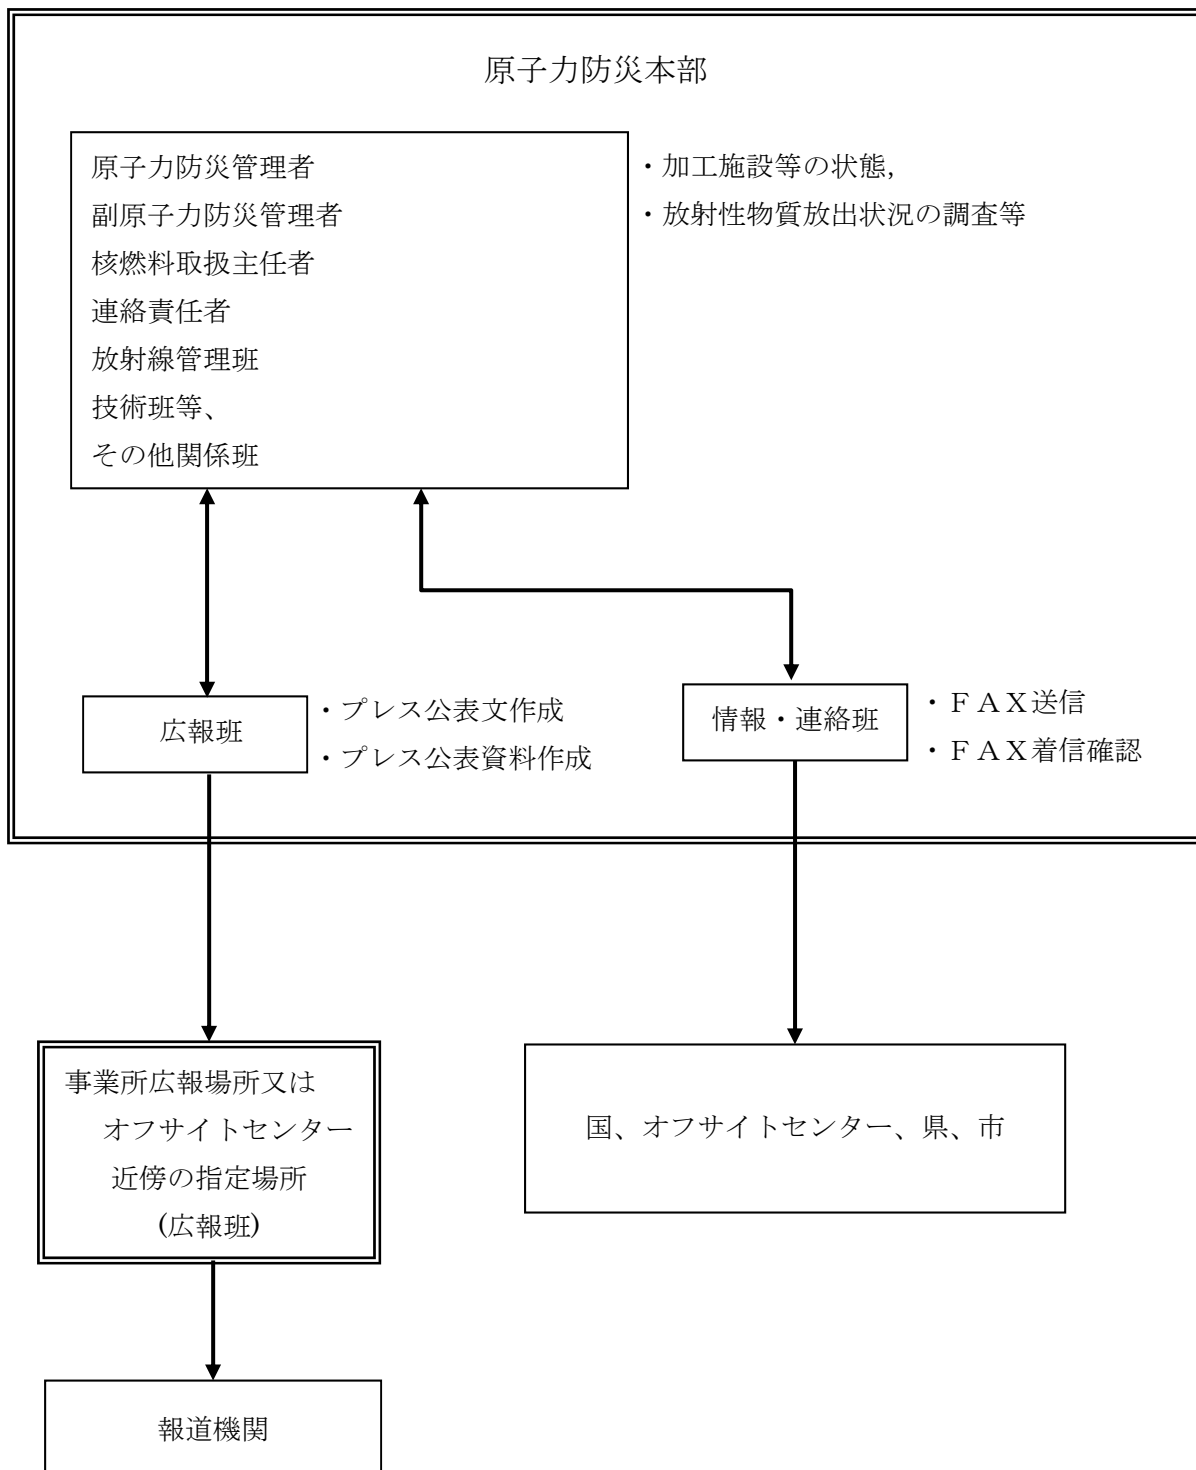 原子力防災本部
原子力防災管理者
副原子力防災管理者
核燃料取扱主任者
連絡責任者
放射線管理班
技術班等、
その他関係班
・加工施設等の状態,
・放射性物質放出状況の調査等
広報班
・プレス公表文作成
・プレス公表資料作成
情報・連絡班
・ＦＡＸ送信
・ＦＡＸ着信確認
事業所広報場所又は
オフサイトセンター
近傍の指定場所
(広報班)
国、オフサイトセンター、県、市
報道機関